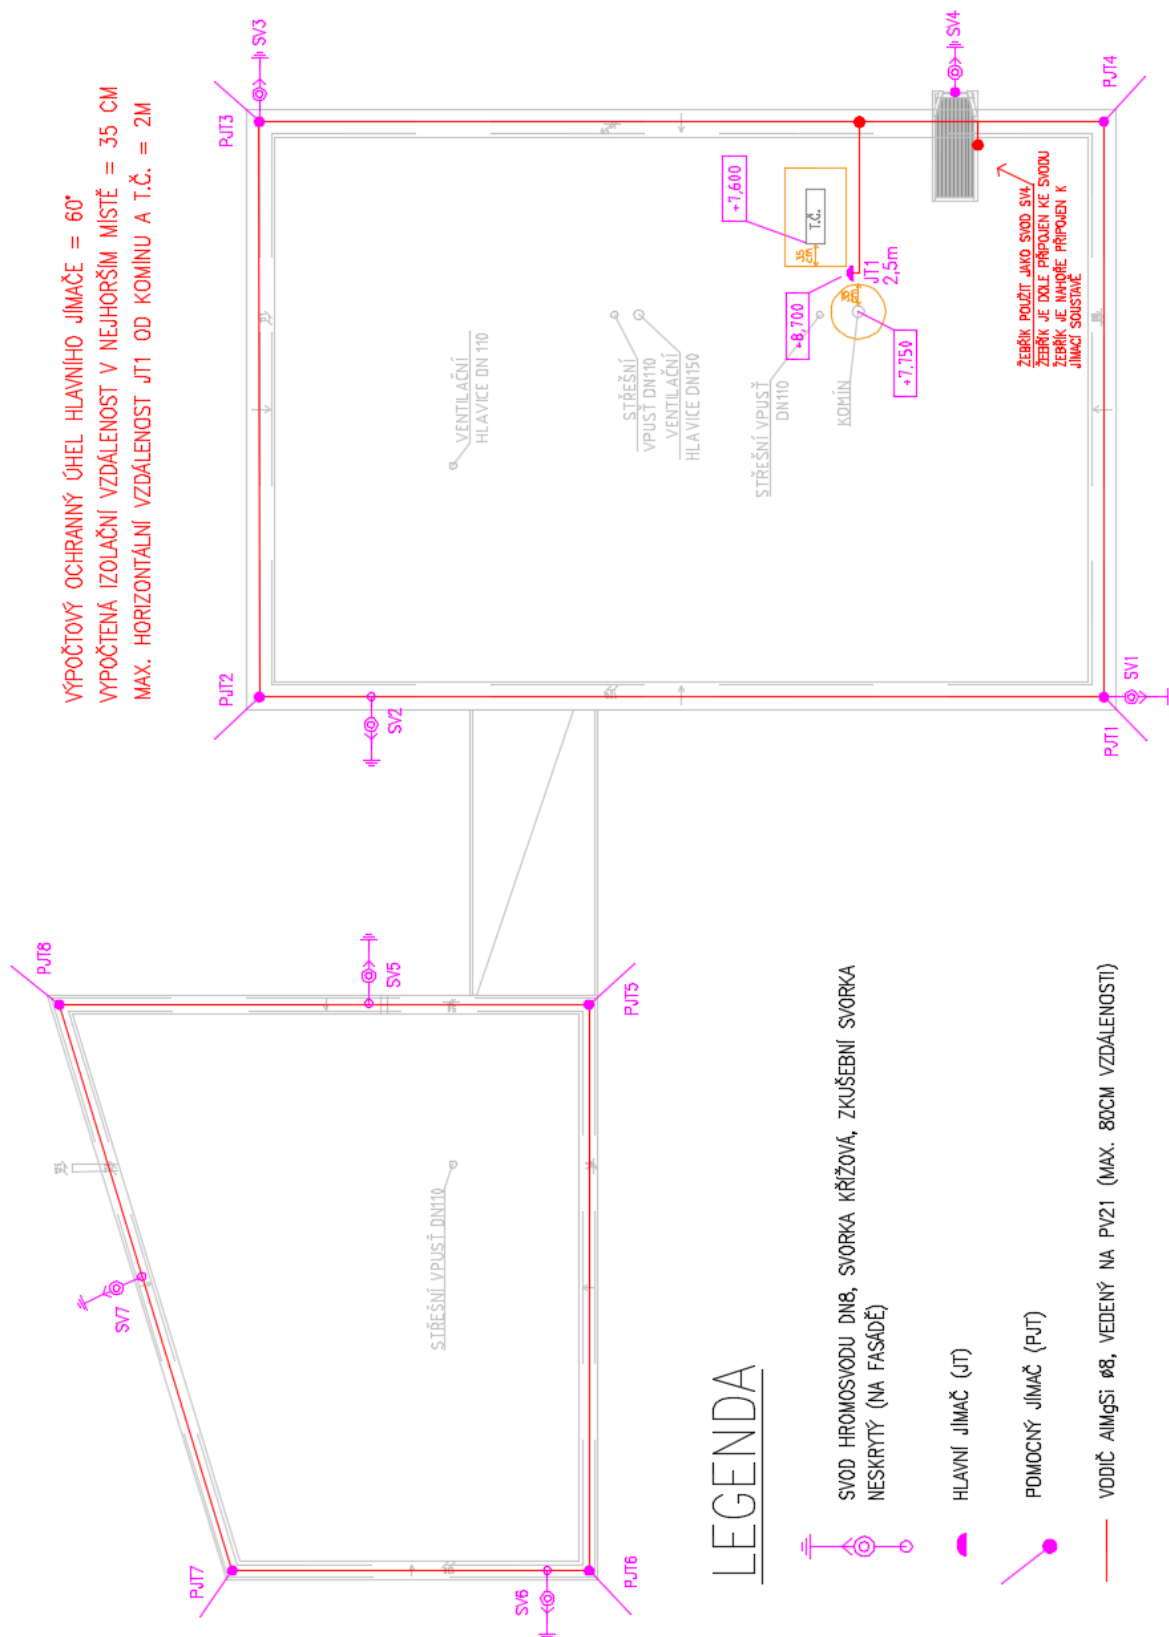 VÝPOČTOVÝ OCHRANNÝ ÚHEL HLAVNÍHO JÍMAČE = 60°
VYPOČTENÁ IZOLAČNÍ VZDÁLENOST V NEJHORŠÍM MÍSTĚ = 35 CM
MAX. HORIZONTÁLNÍ VZDÁLENOST JT1 OD KOMÍNU A T.Č. = 2M
PJT8
PJT7
SV7
SV5
SV6
PJT6
PJT5
STŘEŠNÍ VPUSŤ DN110
PJT2
PJT3
SV3
SV2
VENTILAČNÍ
HLAVICE DN 110
STŘEŠNÍ
VPUSŤ DN110
VENTILAČNÍ
HLAVICE DN150
STŘEŠNÍ VPUSŤ
DN110
KOMÍN
+7,600
T.Č.
35
cm
+8,700
JT1
2,5m
35
cm
+7.750
SV4
ŽEBŘÍK POUŽÍT JAKO SVOD SV4
ŽEBŘÍK JE DOLE PŘIPOJEN KE SVODU
ŽEBŘÍK JE NAHOŘE PŘIPOJEN K
JÍMACÍ SOUSTAVĚ
PJT1
SV1
PJT4
LEGENDA
SVOD HROMOSVODU DN8, SVORKA KŘÍŽOVÁ, ZKUŠEBNÍ SVORKA
NESKRYTÝ (NA FASÁDĚ)
HLAVNÍ JÍMAČ (JT)
POMOCNÝ JÍMAČ (PJT)
VODIČ AlMgSi ø8, VEDENÝ NA PV21 (MAX. 80CM VZDÁLENOSTI)